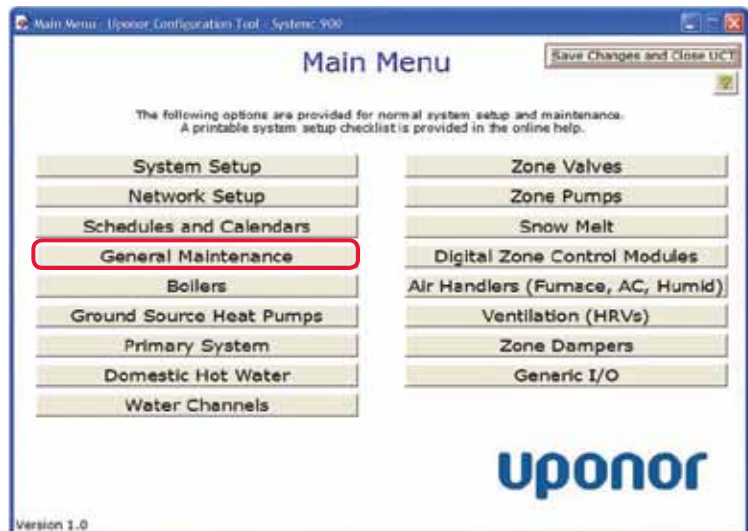 Main Menu - Uponor Configuration Tool - System: 900
Main Menu
Save Changes and Close UCT
?
The following options are provided for normal system setup and maintenance.
A printable system setup checklist is provided in the online help.
System Setup
Network Setup
Schedules and Calendars
General Maintenance
Boilers
Ground Source Heat Pumps
Primary System
Domestic Hot Water
Water Channels
Zone Valves
Zone Pumps
Snow Melt
Digital Zone Control Modules
Air Handlers (Furnace, AC, Humid)
Ventilation (HRVs)
Zone Dampers
Generic I/O
uponor
Version 1.0